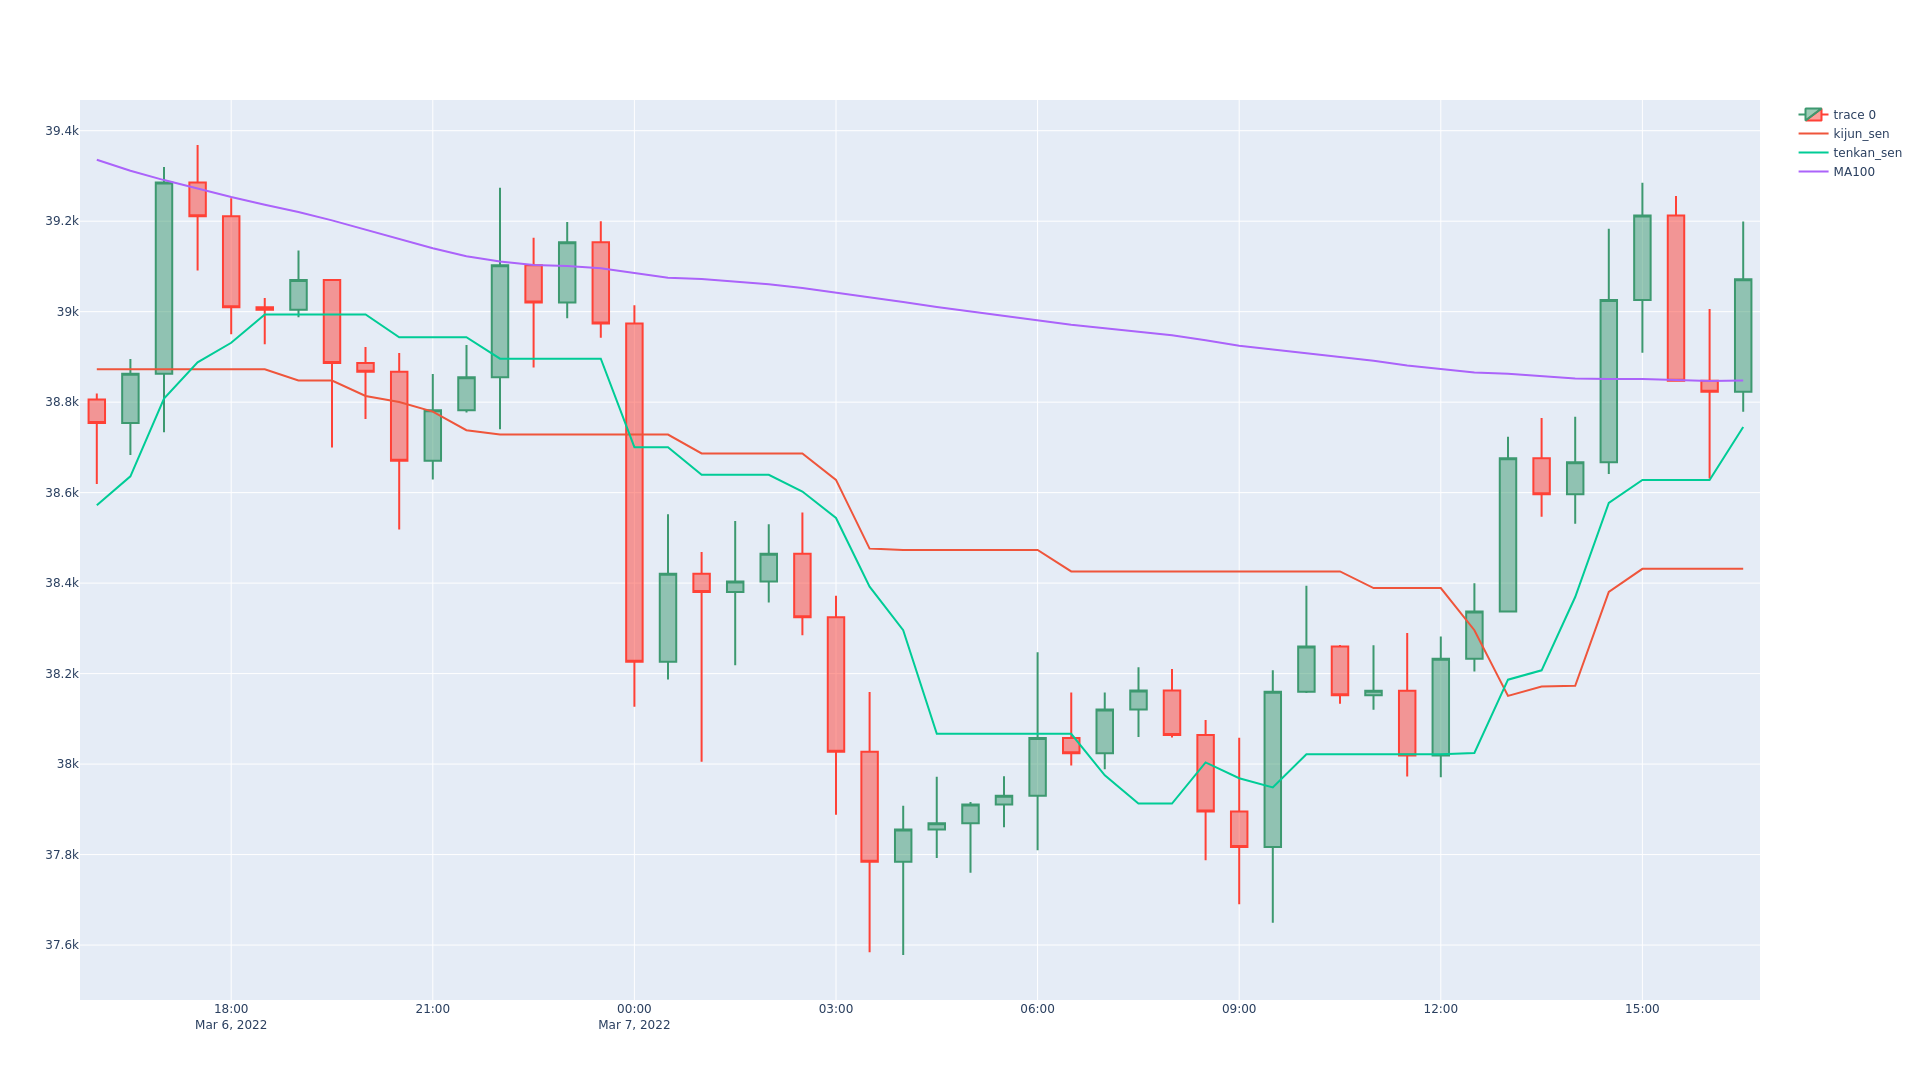 39.4k
39.2k
39k
38.8k
38.6k
38.4k
38.2k
38k
37.8k
37.6k
18:00 21:00 00:00 03:00 06:00 09:00 12:00 15:00
Mar 6, 2022 Mar 7, 2022
trace 0
kijun_sen
tenkan_sen
MA100